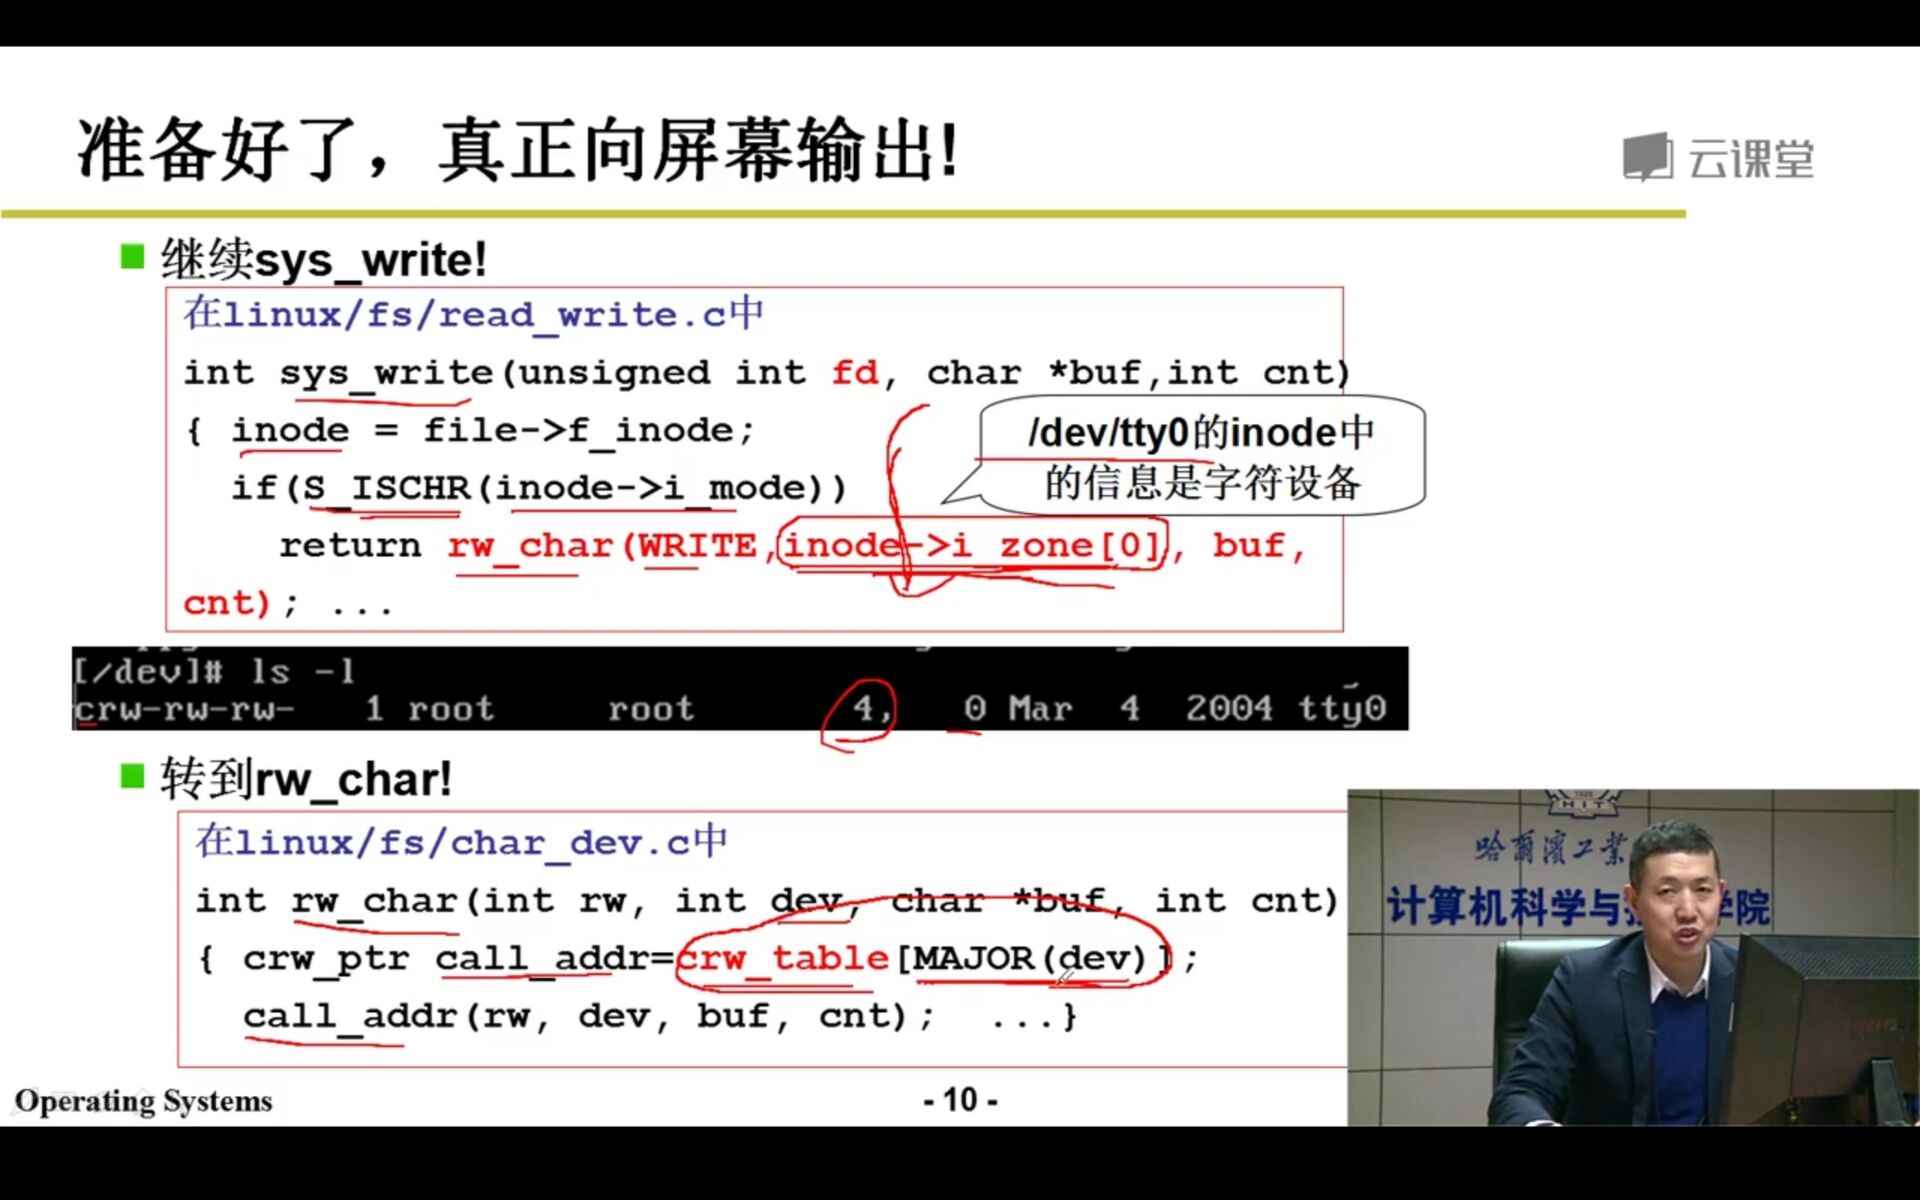 准备好了，真正向屏幕输出!
云课堂
继续sys_write!
在linux/fs/read_write.c中
int sys_write(unsigned int fd, char *buf,int cnt)
{ inode = file->f_inode;
/dev/tty0的inode中
的信息是字符设备
if(S_ISCHR(inode->i_mode))
return rw_char(WRITE,inode->i_zone[0], buf,
cnt); ...
[/dev]# ls -l
crw-rw-rw- 1 root root 4, 0 Mar 4 2004 tty0
转到rw_char!
在linux/fs/char_dev.c中
int rw_char(int rw, int dev, char *buf, int cnt)
{ crw_ptr call_addr=crw_table[MAJOR(dev)];
call_addr(rw, dev, buf, cnt); ...}
HIT
哈尔滨工业
计算机科学与 学院
Operating Systems
- 10 -